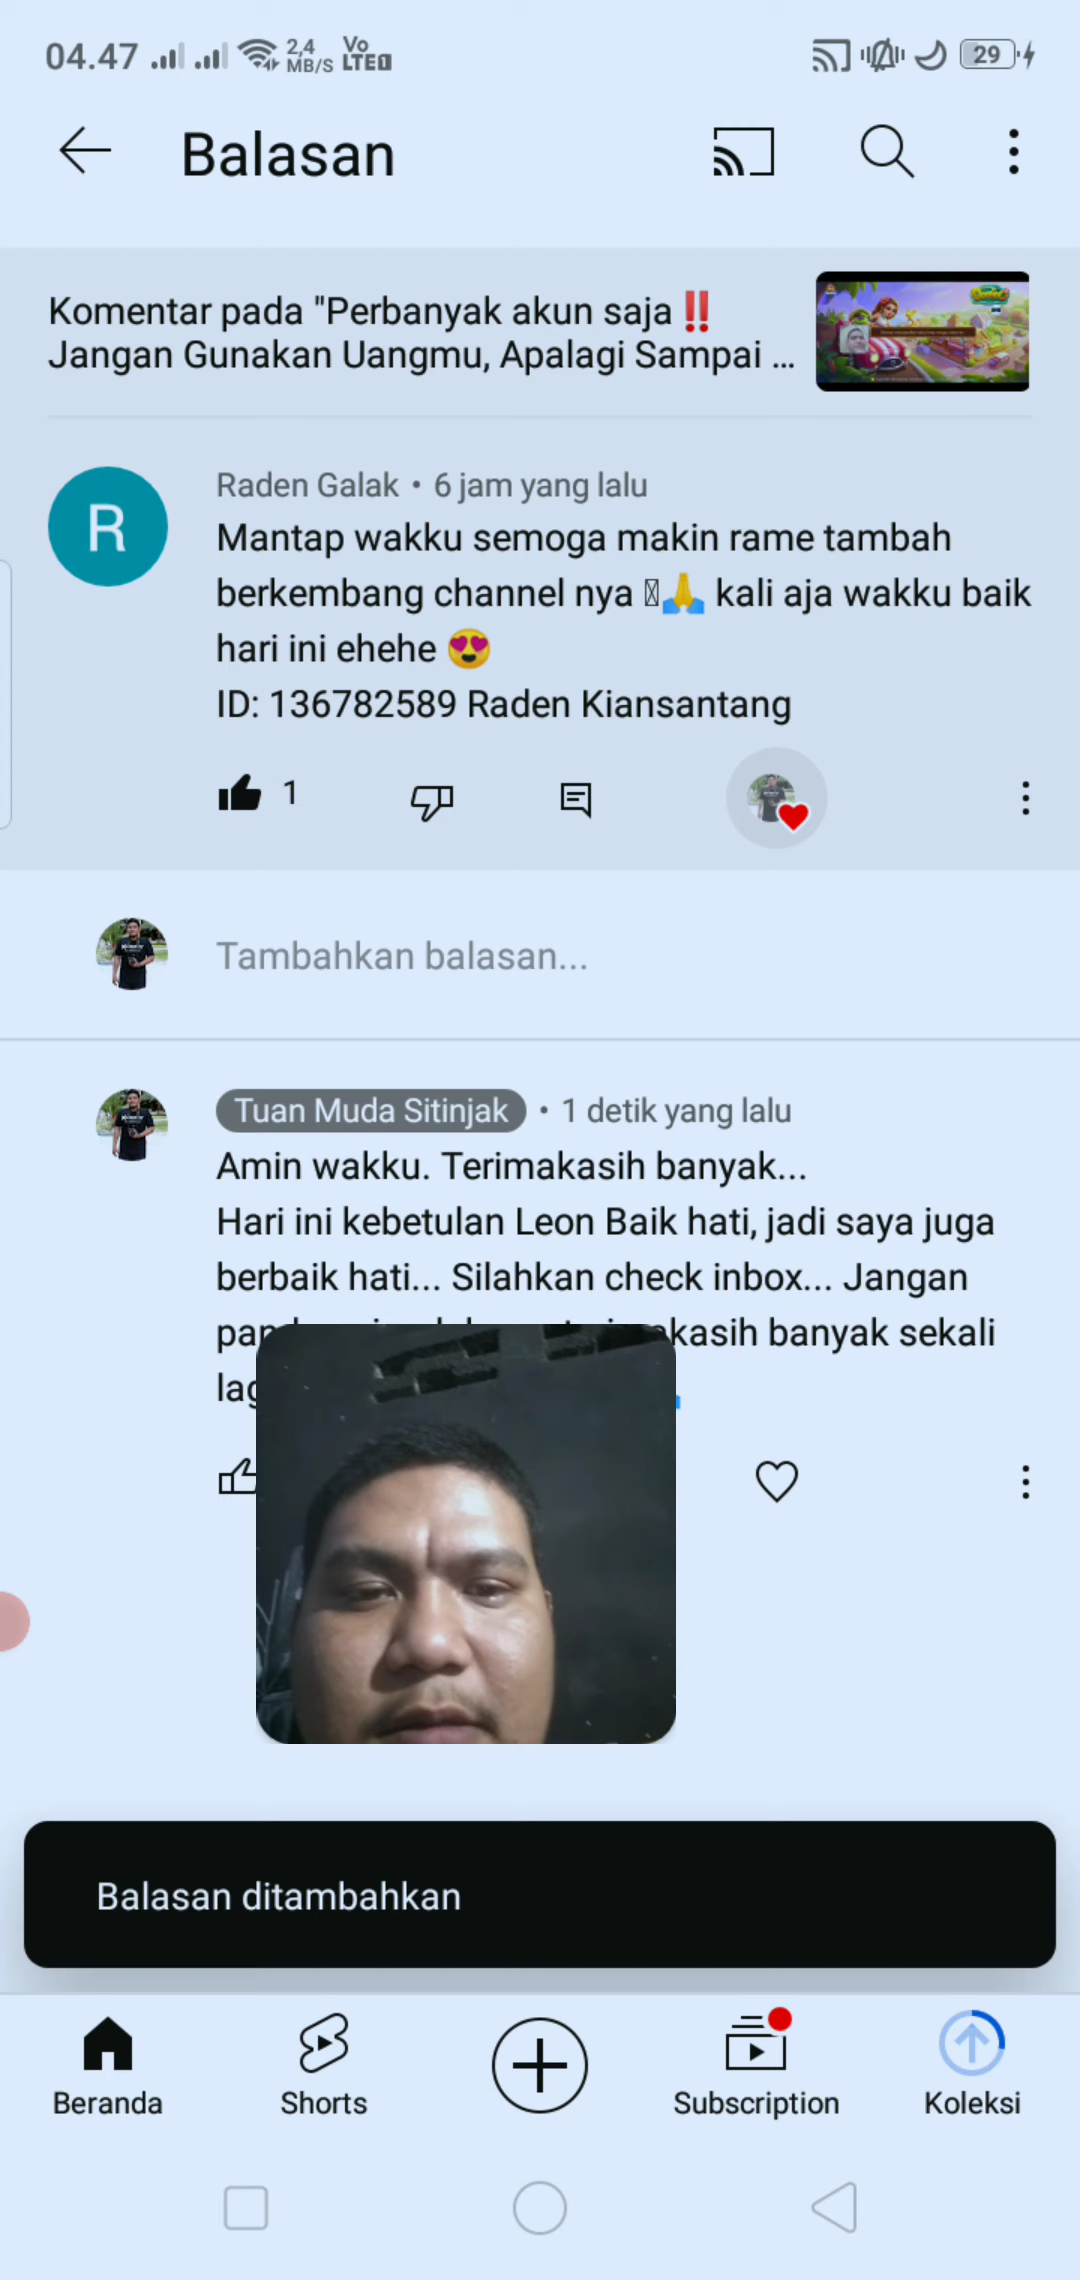 04.47 2,4 MB/S Vo LTE 1 29
Balasan
Komentar pada "Perbanyak akun saja‼️
Jangan Gunakan Uangmu, Apalagi Sampai ...
R
Raden Galak • 6 jam yang lalu
Mantap wakku semoga makin rame tambah
berkembang channel nya 🙏 kali aja wakku baik
hari ini ehehe 😍
ID: 136782589 Raden Kiansantang
1
Tambahkan balasan...
Tuan Muda Sitinjak • 1 detik yang lalu
Amin wakku. Terimakasih banyak...
Hari ini kebetulan Leon Baik hati, jadi saya juga
berbaik hati... Silahkan check inbox... Jangan
banyak sekali
Balasan ditambahkan
Beranda
Shorts
Subscription
Koleksi